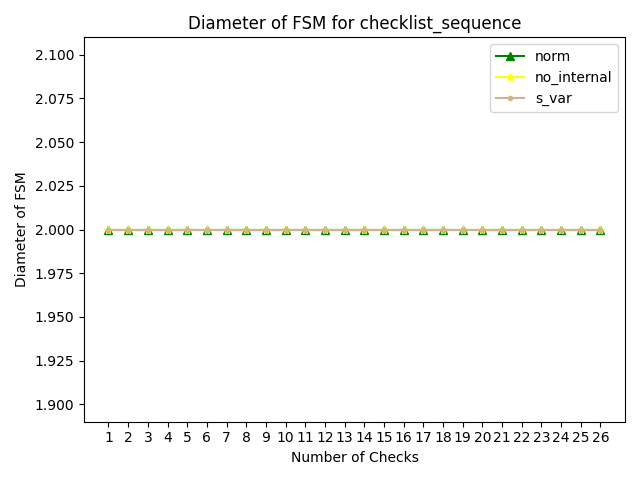 Diameter of FSM for checklist_sequence
norm
no_internal
s_var
Diameter of FSM
2.100
2.075
2.050
2.025
2.000
1.975
1.950
1.925
1.900
1 2 3 4 5 6 7 8 9 10 11 12 13 14 15 16 17 18 19 20 21 22 23 24 25 26
Number of Checks